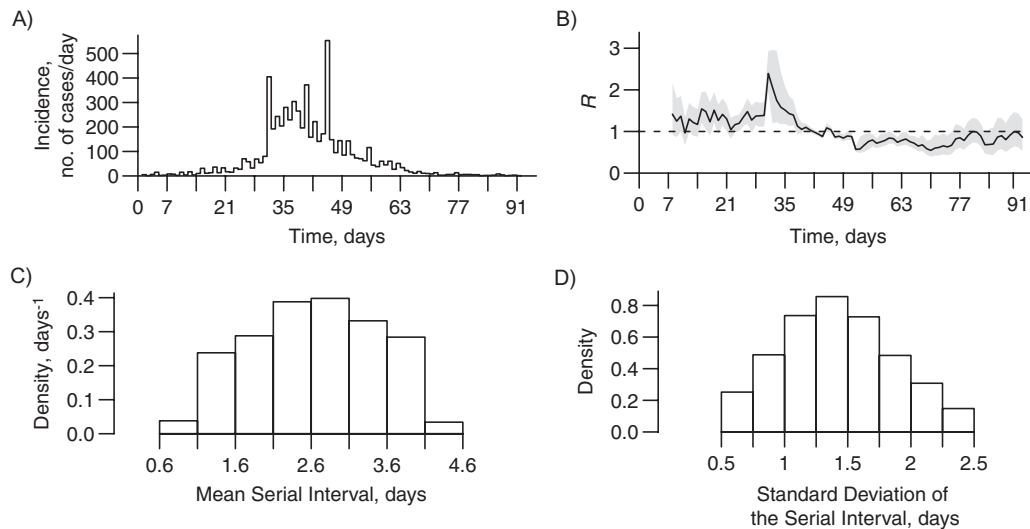 A)
Incidence,
no. of cases/day
500
400
300
200
100
0
0 7 21 35 49 63 77 91
Time, days
B)
R
3
2
1
0
0 7 21 35 49 63 77 91
Time, days
C)
Density, days-1
0.4
0.3
0.2
0.1
0.0
0.6 1.6 2.6 3.6 4.6
Mean Serial Interval, days
D)
Density
0.8
0.6
0.4
0.2
0.0
0.5 1 1.5 2 2.5
Standard Deviation of
the Serial Interval, days